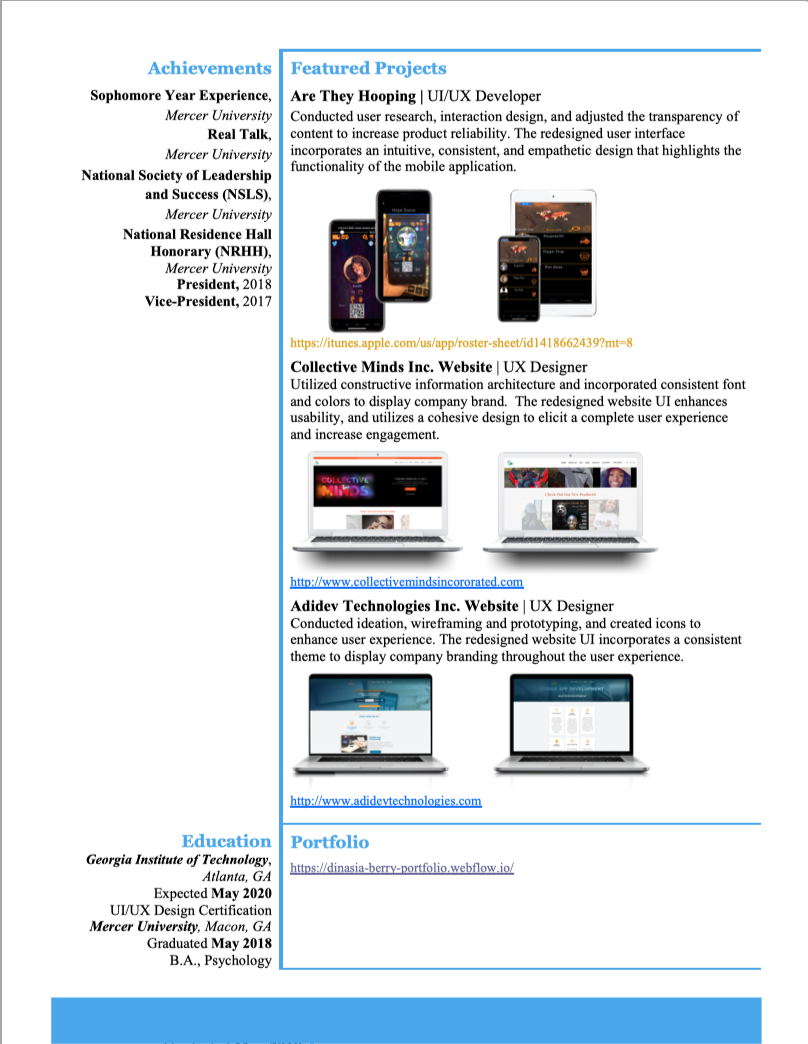 Achievements
Sophomore Year Experience,
Mercer University
Real Talk,
Mercer University
National Society of Leadership
and Success (NSLS),
Mercer University
National Residence Hall
Honorary (NRHH),
Mercer University
President, 2018
Vice-President, 2017
Featured Projects
Are They Hooping | UI/UX Developer
Conducted user research, interaction design, and adjusted the transparency of
content to increase product reliability. The redesigned user interface
incorporates an intuitive, consistent, and empathetic design that highlights the
functionality of the mobile application.
https://itunes.apple.com/us/app/roster-sheet/id1418662439?mt=8
Collective Minds Inc. Website | UX Designer
Utilized constructive information architecture and incorporated consistent font
and colors to display company brand.  The redesigned website UI enhances
usability, and utilizes a cohesive design to elicit a complete user experience
and increase engagement.
COLLECTIVE
MINDS
http://www.collectivemindsincororated.com
Adidev Technologies Inc. Website | UX Designer
Conducted ideation, wireframing and prototyping, and created icons to
enhance user experience. The redesigned website UI incorporates a consistent
theme to display company branding throughout the user experience.
http://www.adidevtechnologies.com
Education
Georgia Institute of Technology,
Atlanta, GA
Expected May 2020
UI/UX Design Certification
Mercer University, Macon, GA
Graduated May 2018
B.A., Psychology
Portfolio
https://dinasia-berry-portfolio.webflow.io/